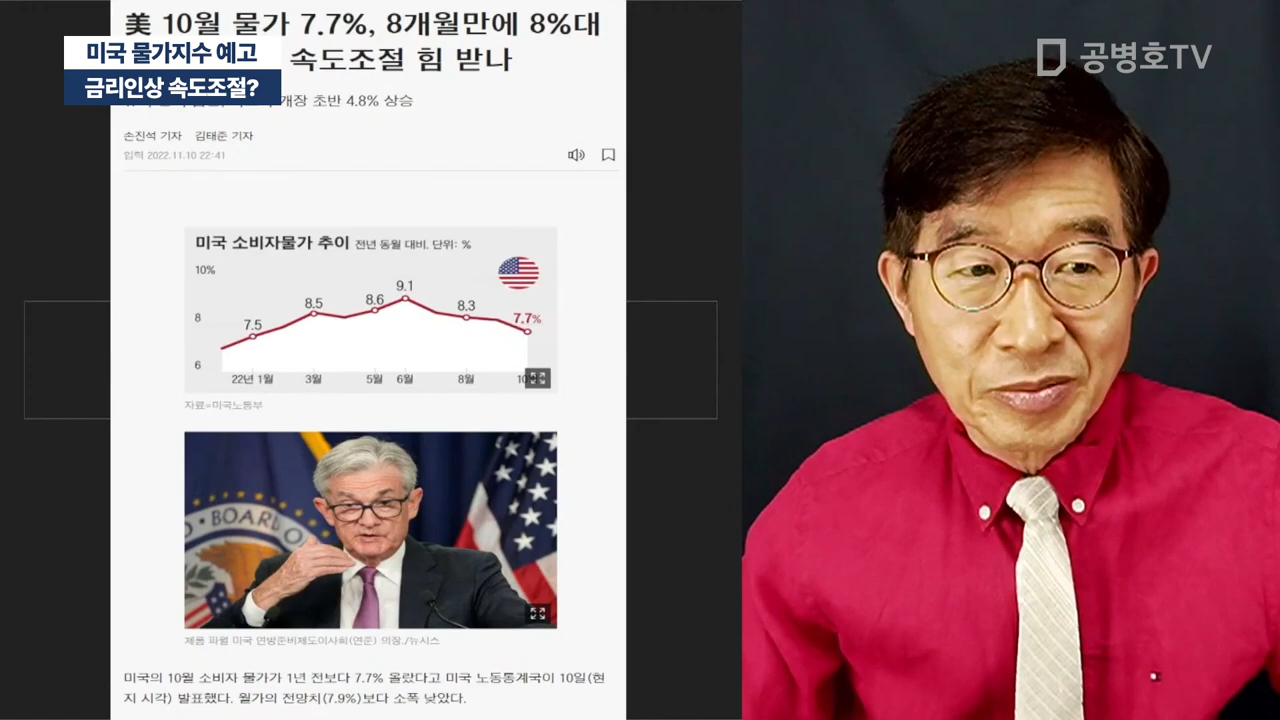 美 10월 물가 7.7%, 8개월만에 8%대
속도조절 힘 받나
미국 물가지수 예고
금리인상 속도조절?
개장 초반 4.8% 상승
손진석 기자 김태준 기자
입력 2022.11.10 22:41
미국 소비자물가 추이 전년 동월 대비, 단위: %
10%
8
6
7.5
8.5
8.6
9.1
8.3
7.7%
22년 1월
3월
5월
6월
8월
자료=미국노동부
BOARD O
제롬 파월 미국 연방준비제도이사회(연준) 의장./뉴시스
미국의 10월 소비자 물가가 1년 전보다 7.7% 올랐다고 미국 노동통계국이 10일(현
지 시각) 발표했다. 월가의 전망치(7.9%)보다 소폭 낮았다.
공병호TV